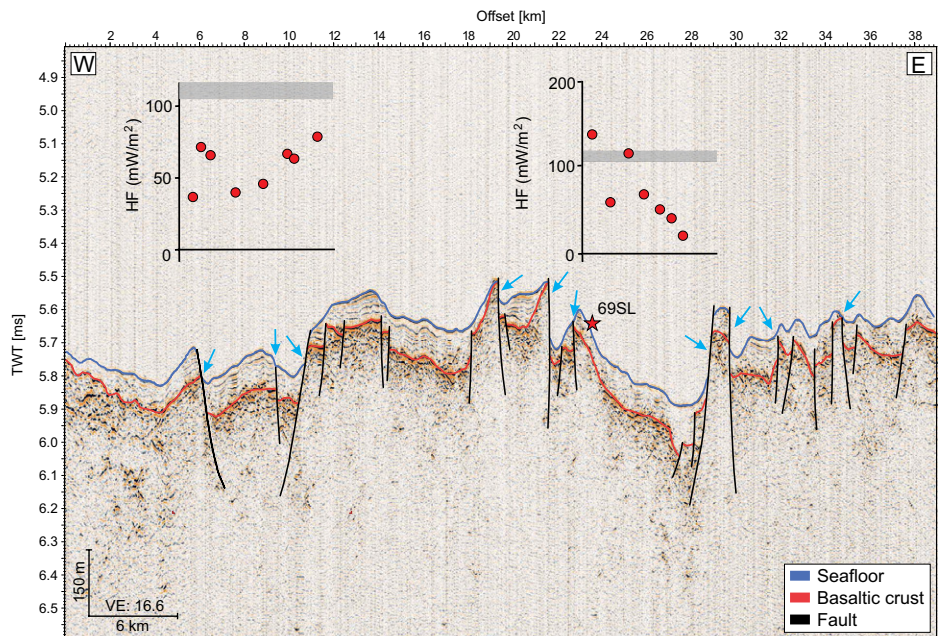 Offset [km]
2 4 6 8 10 12 14 16 18 20 22 24 26 28 30 32 34 36 38
W
E
TWT [ms]
4.9
5.0
5.1
5.2
5.3
5.4
5.5
5.6
5.7
5.8
5.9
6.0
6.1
6.2
6.3
6.4
6.5
HF (mW/m²)
100
50
0
HF (mW/m²)
200
100
0
69SL
150 m
VE: 16.6
6 km
Seafloor
Basaltic crust
Fault